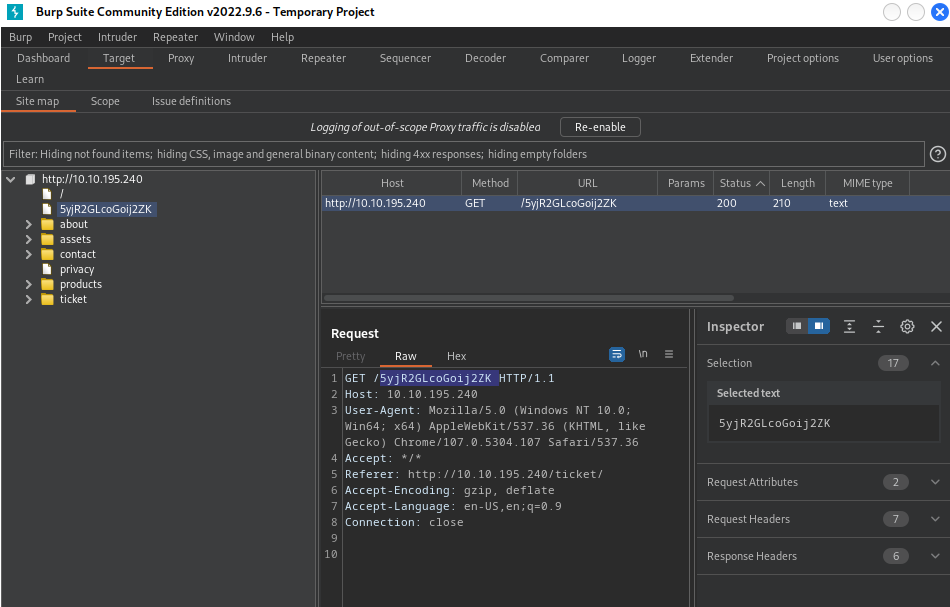 Burp Suite Community Edition v2022.9.6 - Temporary Project
Burp Project Intruder Repeater Window Help
Dashboard Target Proxy Intruder Repeater Sequencer Decoder Comparer Logger Extender Project options User options
Learn
Site map Scope Issue definitions
Logging of out-of-scope Proxy traffic is disabled Re-enable
Filter: Hiding not found items; hiding CSS, image and general binary content; hiding 4xx responses; hiding empty folders
http://10.10.195.240
/
5yjR2GLcoGoij2ZK
about
assets
contact
privacy
products
ticket
Host Method URL Params Status Length MIME type
http://10.10.195.240 GET /5yjR2GLcoGoij2ZK 200 210 text
Request
Pretty Raw Hex \n
1 GET /5yjR2GLcoGoij2ZK HTTP/1.1
2 Host: 10.10.195.240
3 User-Agent: Mozilla/5.0 (Windows NT 10.0;
Win64; x64) AppleWebKit/537.36 (KHTML, like
Gecko) Chrome/107.0.5304.107 Safari/537.36
4 Accept: */*
5 Referer: http://10.10.195.240/ticket/
6 Accept-Encoding: gzip, deflate
7 Accept-Language: en-US,en;q=0.9
8 Connection: close
9
10
Inspector
Selection 17
Selected text
5yjR2GLcoGoij2ZK
Request Attributes 2
Request Headers 7
Response Headers 6